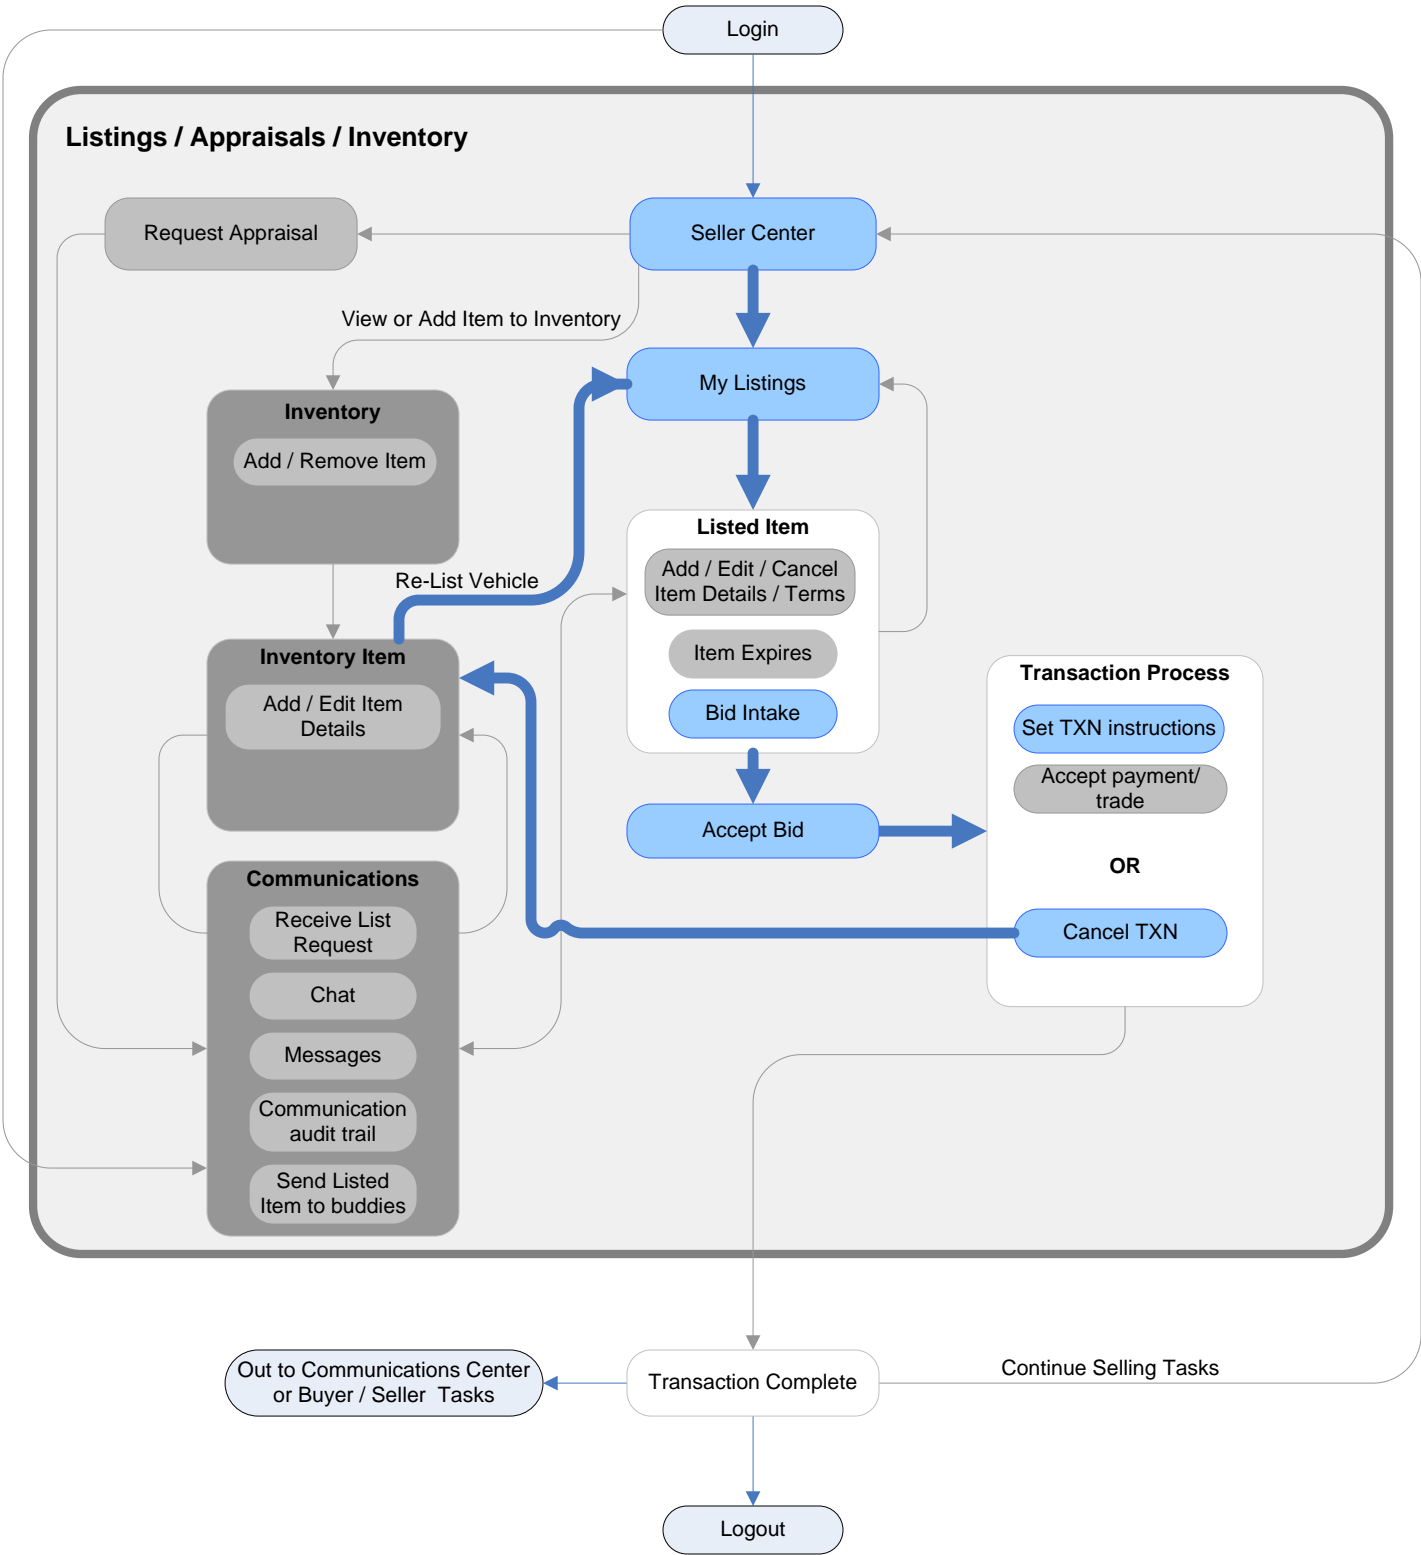 Login
Listings / Appraisals / Inventory
Request Appraisal
Seller Center
View or Add Item to Inventory
My Listings
Inventory
Add / Remove Item
Listed Item
Add / Edit / Cancel
Item Details / Terms
Re-List Vehicle
Item Expires
Inventory Item
Add / Edit Item
Details
Bid Intake
Transaction Process
Set TXN instructions
Accept payment/
trade
Accept Bid
OR
Communications
Receive List
Request
Cancel TXN
Chat
Messages
Communication
audit trail
Send Listed
Item to buddies
Out to Communications Center
or Buyer / Seller Tasks
Transaction Complete
Continue Selling Tasks
Logout